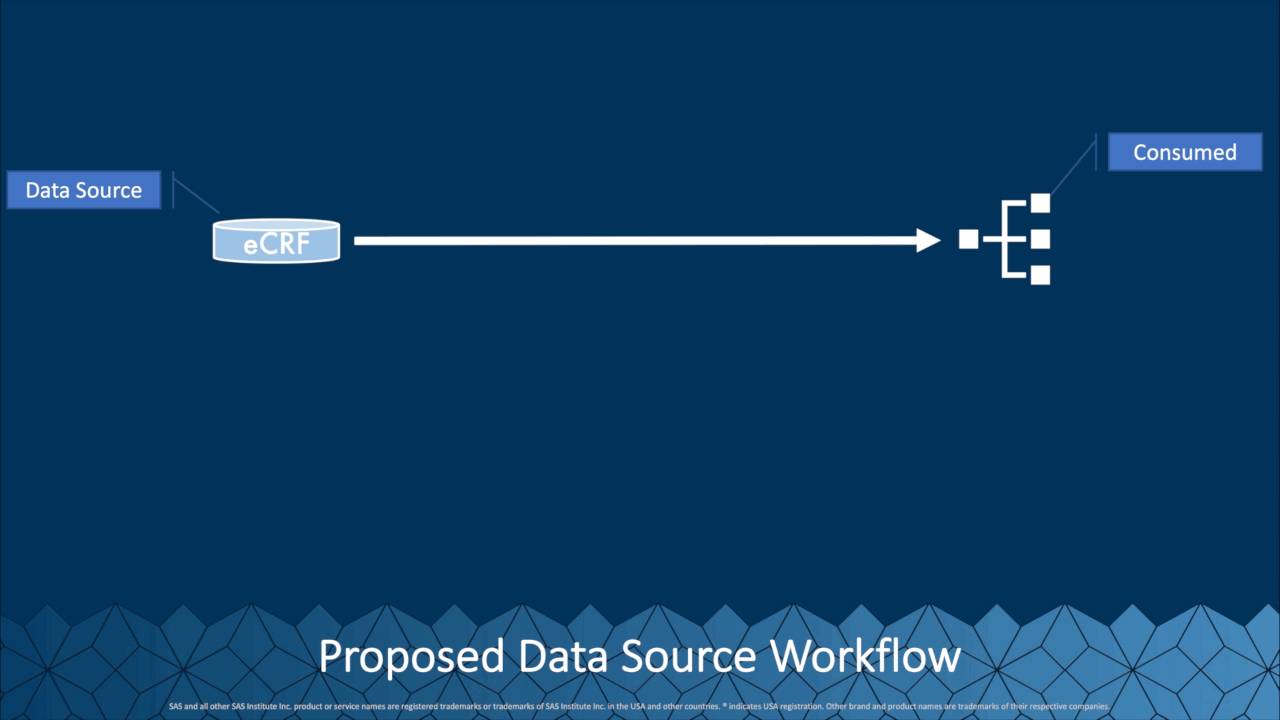 Consumed
Data Source
eCRF
Proposed Data Source Workflow
SAS and all other SAS Institute Inc. product or service names are registered trademarks or trademarks of SAS Institute Inc. in the USA and other countries. ® indicates USA registration. Other brand and product names are trademarks of their respective companies.